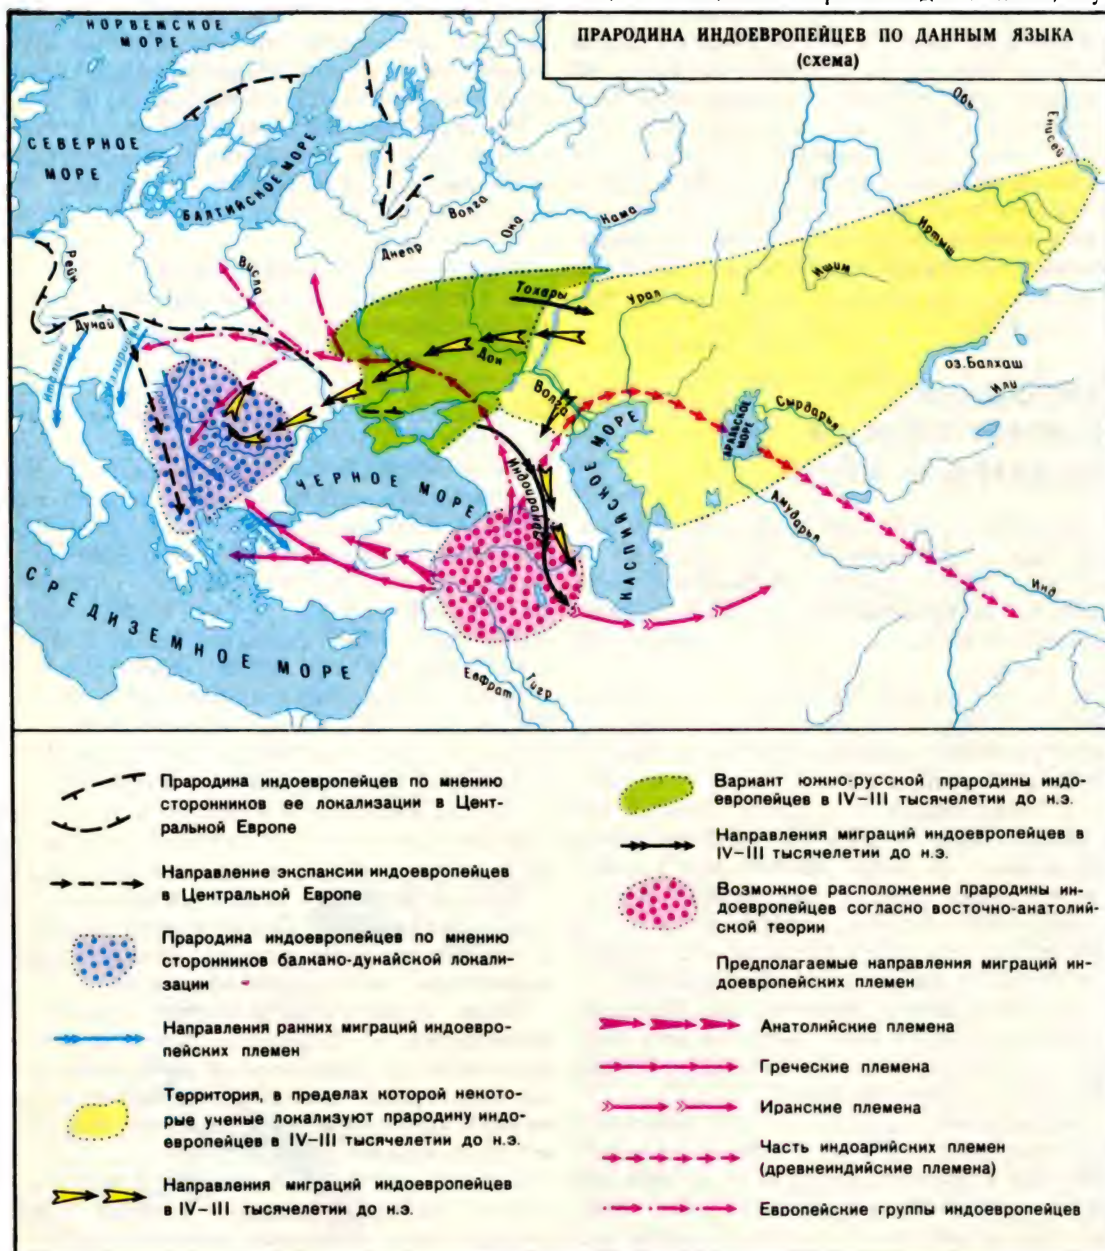 ПРАРОДИНА ИНДОЕВРОПЕЙЦЕВ ПО ДАННЫМ ЯЗЫКА
(схема)
НОРВЕЖСКОЕ
МОРЕ
СЕВЕРНОЕ
МОРЕ
БАЛТИЙСКОЕ МОРЕ
Обь
Енисей
Волга
Ока
Кама
Днепр
Висла
Рейн
Дунай
Иртыш
Ишим
Тохары
Урал
Дон
Италики
Иллирийцы
оз. Балхаш
Или
Волга
Сырдарья
АРАЛЬСКОЕ
МОРЕ
Фракийцы
Индоиранцы
ЧЕРНОЕ МОРЕ
КАСПИЙСКОЕ МОРЕ
Амударья
Инд
СРЕДИЗЕМНОЕ МОРЕ
Евфрат
Тигр
Прародина индоевропейцев по мнению
сторонников ее локализации в Цент-
ральной Европе
Направление экспансии индоевропейцев
в Центральной Европе
Прародина индоевропейцев по мнению
сторонников балкано-дунайской локали-
зации
Направления ранних миграций индоевро-
пейских племен
Территория, в пределах которой некото-
рые ученые локализуют прародину индо-
европейцев в IV–III тысячелетии до н.э.
Направления миграций индоевропейцев
в IV–III тысячелетии до н.э.
Вариант южно-русской прародины индо-
европейцев в IV–III тысячелетии до н.э.
Направления миграций индоевропейцев в
IV–III тысячелетии до н.э.
Возможное расположение прародины ин-
доевропейцев согласно восточно-анатолий-
ской теории
Предполагаемые направления миграций ин-
доевропейских племен
Анатолийские племена
Греческие племена
Иранские племена
Часть индоарийских племен
(древнеиндийские племена)
Европейские группы индоевропейцев